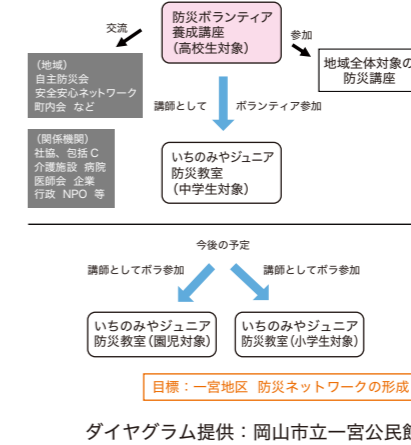 防災ボランティア
養成講座
(高校生対象)
交流
参加
(地域)
自主防災会
安全安心ネットワーク
町内会 など
地域全体対象の
防災講座
講師として
ボランティア参加
(関係機関)
社協、包括 C
介護施設 病院
医師会 企業
行政 NPO 等
いちのみやジュニア
防災教室
(中学生対象)
今後の予定
講師としてボラ参加
講師としてボラ参加
いちのみやジュニア
防災教室(園児対象)
いちのみやジュニア
防災教室(小学生対象)
目標：一宮地区 防災ネットワークの形成
ダイヤグラム提供：岡山市立一宮公民館